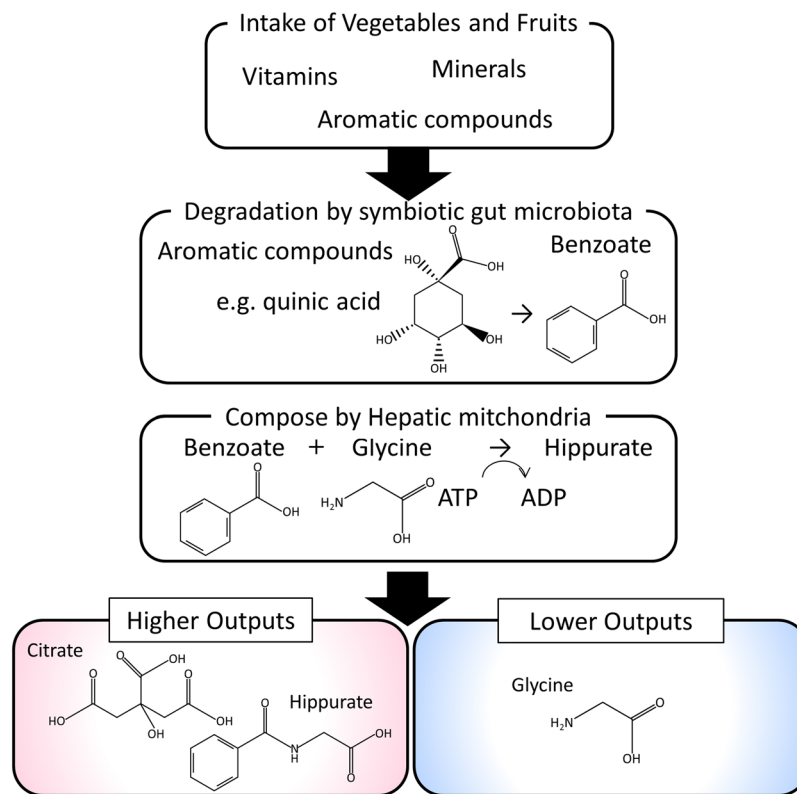 Intake of Vegetables and Fruits
Vitamins Minerals
Aromatic compounds
Degradation by symbiotic gut microbiota
Aromatic compounds Benzoate
e.g. quinic acid →
HO O OH
HO OH
OH
O OH
Compose by Hepatic mitchondria
Benzoate + Glycine → Hippurate
ATP ADP
O OH
H₂N O
OH
Higher Outputs
Citrate
O OH
O O
HO OH
OH
Hippurate
O OH
N
H
O
Lower Outputs
Glycine
H₂N O
OH